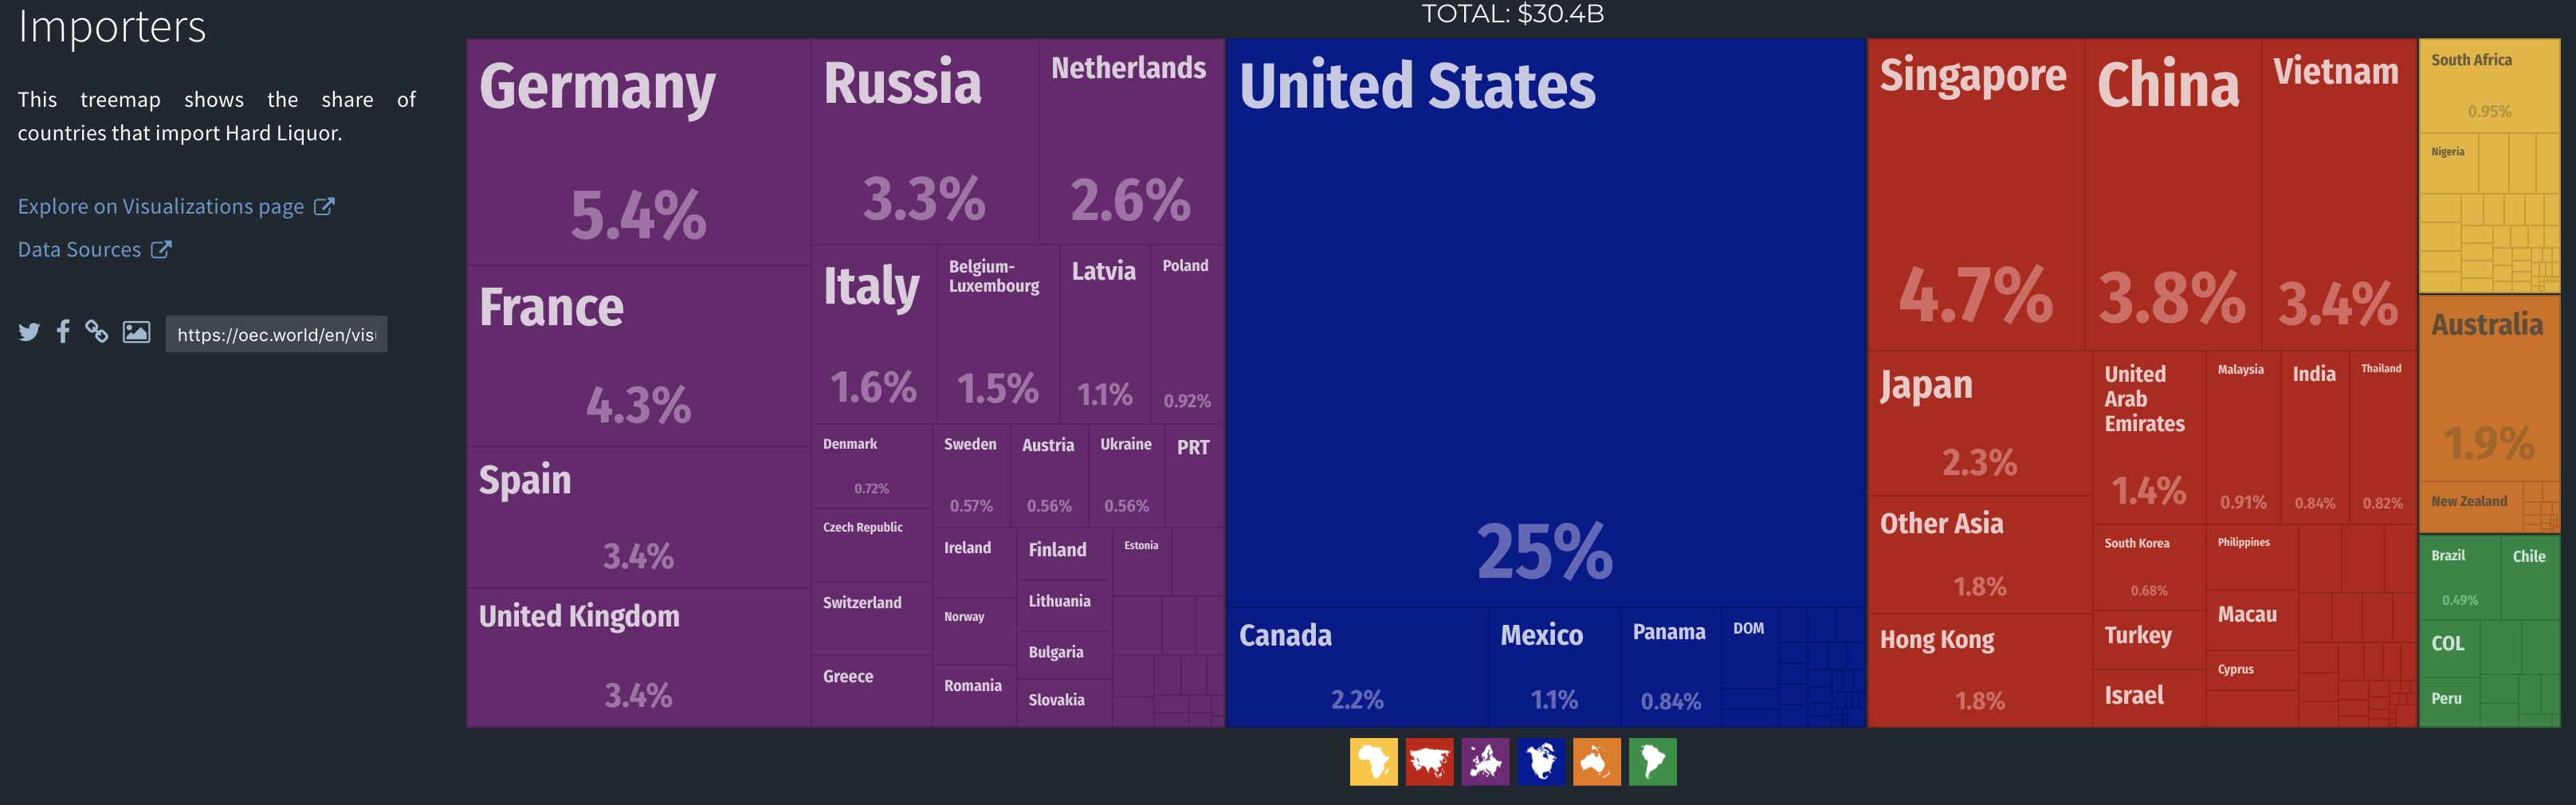 Importers
This treemap shows the share of
countries that import Hard Liquor.
Explore on Visualizations page
Data Sources
https://oec.world/en/vis
TOTAL: $30.4B
Germany
5.4%
France
4.3%
Spain
3.4%
United Kingdom
3.4%
Russia
3.3%
Netherlands
2.6%
Italy
1.6%
Belgium-
Luxembourg
1.5%
Latvia
1.1%
Poland
0.92%
Denmark
0.72%
Czech Republic
Switzerland
Greece
Sweden
0.57%
Austria
0.56%
Ukraine
0.56%
PRT
Ireland
Norway
Romania
Finland
Lithuania
Bulgaria
Slovakia
Estonia
United States
25%
Canada
2.2%
Mexico
1.1%
Panama
0.84%
DOM
Singapore
4.7%
China
3.8%
Vietnam
3.4%
Japan
2.3%
Other Asia
1.8%
Hong Kong
1.8%
United
Arab
Emirates
1.4%
Malaysia
0.91%
India
0.84%
Thailand
0.82%
South Korea
0.68%
Turkey
Israel
Philippines
Macau
Cyprus
South Africa
0.95%
Nigeria
Australia
1.9%
New Zealand
Brazil
0.49%
Chile
COL
Peru